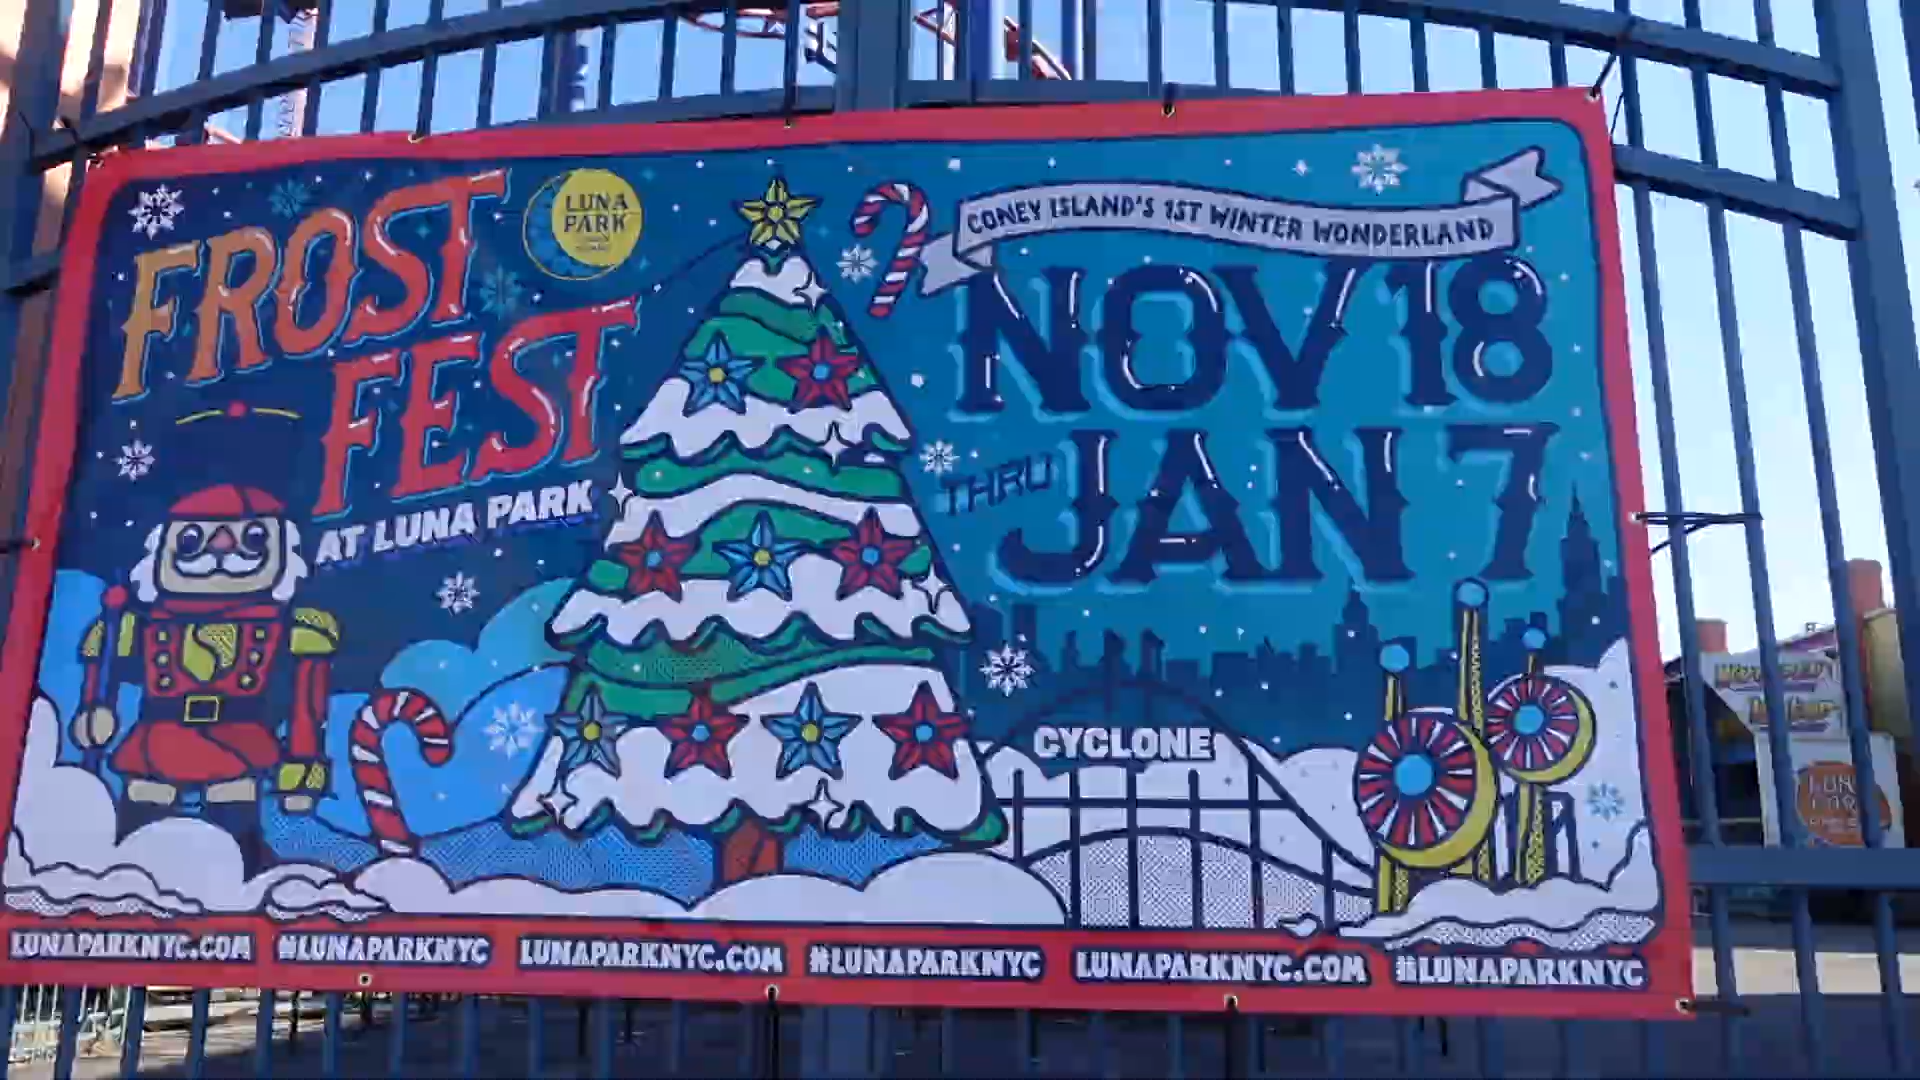 FROST
FEST
AT LUNA PARK
LUNA
PARK
CONEY ISLAND'S 1ST WINTER WONDERLAND
NOV 18
THRU JAN 7
CYCLONE
LUNAPARKNYC.COM #LUNAPARKNYC LUNAPARKNYC.COM #LUNAPARKNYC LUNAPARKNYC.COM #LUNAPARKNYC